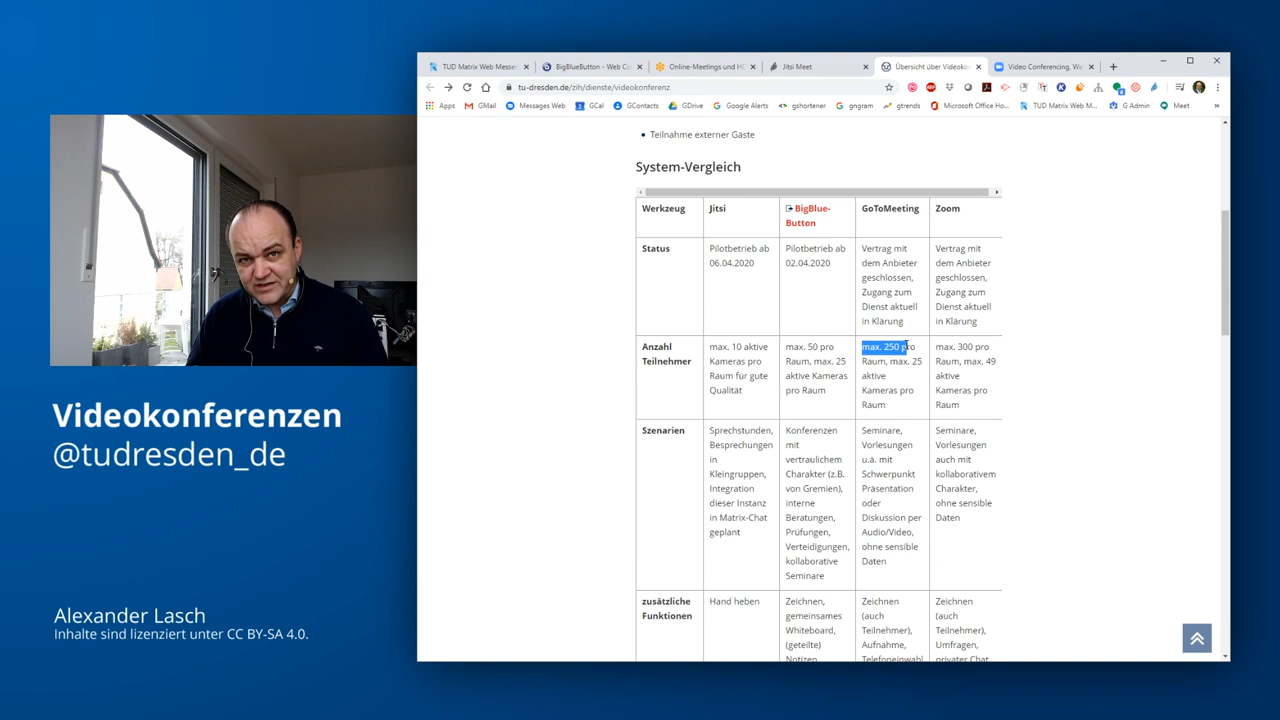 TUD Matrix Web Messe
BigBlueButton - Web Co
Online-Meetings und HD
Jitsi Meet
Übersicht über Videoko
Video Conferencing, We
tu-dresden.de/zih/dienste/videokonferenz
Apps
GMail
Messages Web
GCal
GContacts
GDrive
Google Alerts
gshortener
gngram
gtrends
Microsoft Office Ho...
TUD Matrix Web M...
G Admin
Meet
Teilnahme externer Gäste
System-Vergleich
Werkzeug
Jitsi
BigBlue-
Button
GoToMeeting
Zoom
Status
Pilotbetrieb ab
06.04.2020
Pilotbetrieb ab
02.04.2020
Vertrag mit
dem Anbieter
geschlossen,
Zugang zum
Dienst aktuell
in Klärung
Vertrag mit
dem Anbieter
geschlossen,
Zugang zum
Dienst aktuell
in Klärung
Anzahl
Teilnehmer
max. 10 aktive
Kameras pro
Raum für gute
Qualität
max. 50 pro
Raum, max. 25
aktive Kameras
pro Raum
max. 250 pro
Raum, max. 25
aktive
Kameras pro
Raum
max. 300 pro
Raum, max. 49
aktive
Kameras pro
Raum
Szenarien
Sprechstunden,
Besprechungen
in
Kleingruppen,
Integration
dieser Instanz
in Matrix-Chat
geplant
Konferenzen
mit
vertraulichem
Charakter (z.B.
von Gremien),
interne
Beratungen,
Prüfungen,
Verteidigungen,
kollaborative
Seminare
Seminare,
Vorlesungen
u.ä. mit
Schwerpunkt
Präsentation
oder
Diskussion per
Audio/Video,
ohne sensible
Daten
Seminare,
Vorlesungen
auch mit
kollaborativem
Charakter,
ohne sensible
Daten
zusätzliche
Funktionen
Hand heben
Zeichnen,
gemeinsames
Whiteboard,
(geteilte)
Notizen
Zeichnen
(auch
Teilnehmer),
Aufnahme,
Telefoneinwahl
Zeichnen
(auch
Teilnehmer),
Umfragen,
privater Chat
Videokonferenzen
@tudresden_de
Alexander Lasch
Inhalte sind lizenziert unter CC BY-SA 4.0.